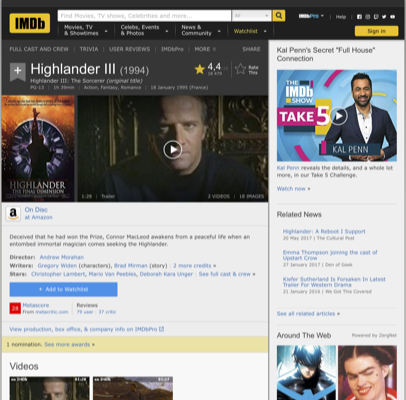 IMDb
Find Movies, TV shows, Celebrities and more...
All
IMDbPro
Help
Movies, TV
& Showtimes
Celebs, Events
& Photos
News &
Community
Watchlist
Sign in
FULL CAST AND CREW | TRIVIA | USER REVIEWS | IMDbPro | MORE
SHARE
Highlander III (1994)
Highlander III: The Sorcerer (original title)
PG-13 | 1h 39min | Action, Fantasy, Romance | 18 January 1995 (France)
4,4
Rate
This
HIGHLANDER
THE FINAL DIMENSION
1:28 | Trailer
2 VIDEOS | 18 IMAGES
a
On Disc
at Amazon
Deceived that he had won the Prize, Connor MacLeod awakens from a peaceful life when an
entombed immortal magician comes seeking the Highlander.
Director: Andrew Morahan
Writers: Gregory Widen (characters), Brad Mirman (story) | 2 more credits »
Stars: Christopher Lambert, Mario Van Peebles, Deborah Kara Unger | See full cast & crew »
+ Add to Watchlist
Metascore
From metacritic.com
Reviews
79 user | 37 critic
View production, box office, & company info on IMDbPro
1 nomination. See more awards »
Videos
Kal Penn's Secret "Full House"
Connection
THE
IMDb
SHOW
TAKE 5
KAL PENN
Kal Penn reveals the details, and a whole lot
more, in our Take 5 Challenge.
Watch now »
Related News
Highlander: A Reboot I Support
29 May 2017 | The Cultural Post
Emma Thompson joining the cast of
Upstart Crow
27 January 2017 | Den of Geek
Kiefer Sutherland Is Forsaken In Latest
Trailer For Western Drama
21 January 2016 | We Got This Covered
See all related articles »
Around The Web
Powered by ZergNet